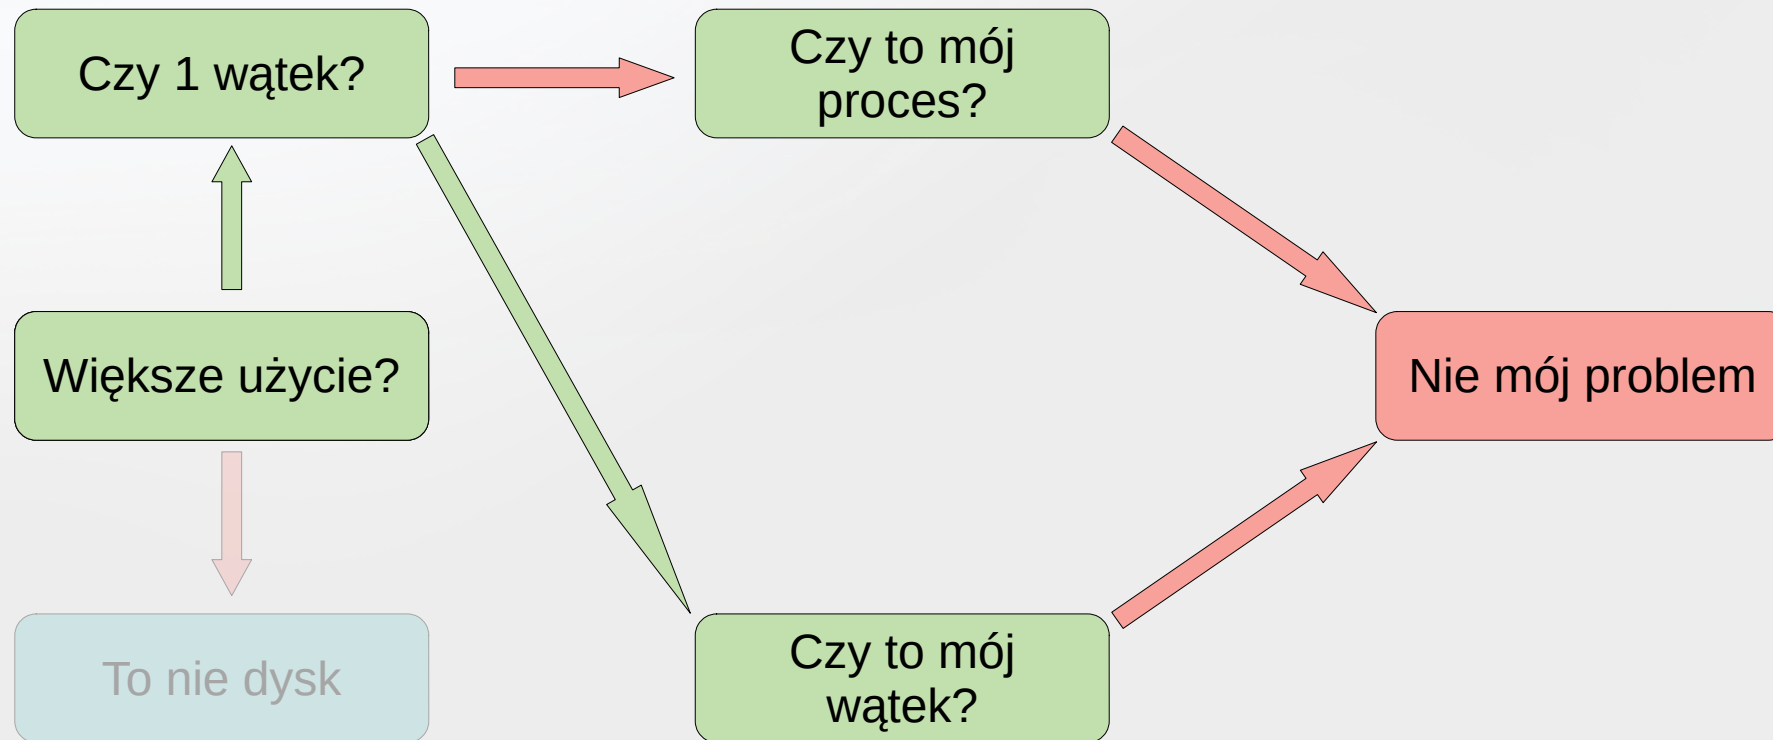 Czy 1 wątek?
Czy to mój
proces?
Większe użycie?
Nie mój problem
To nie dysk
Czy to mój
wątek?